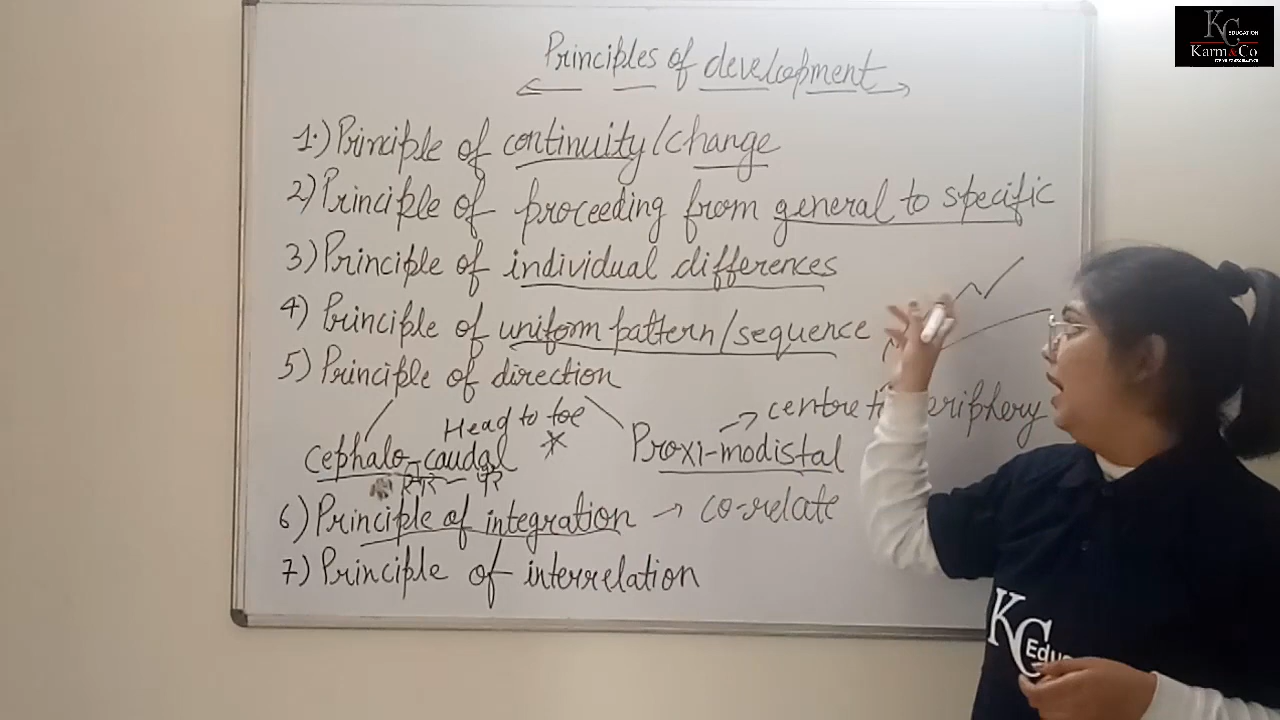 Principles of development
1.) Principle of continuity/change
2) Principle of proceeding from general to specific
3) Principle of individual differences
4) Principle of uniform pattern/sequence
5) Principle of direction
Head to toe
cephalo-caudal
centre t eriphery
Proxi-modistal
6) Principle of integration → co-relate
7) Principle of interrelation
KC EDUCATION
Karm&Co
KC Edu